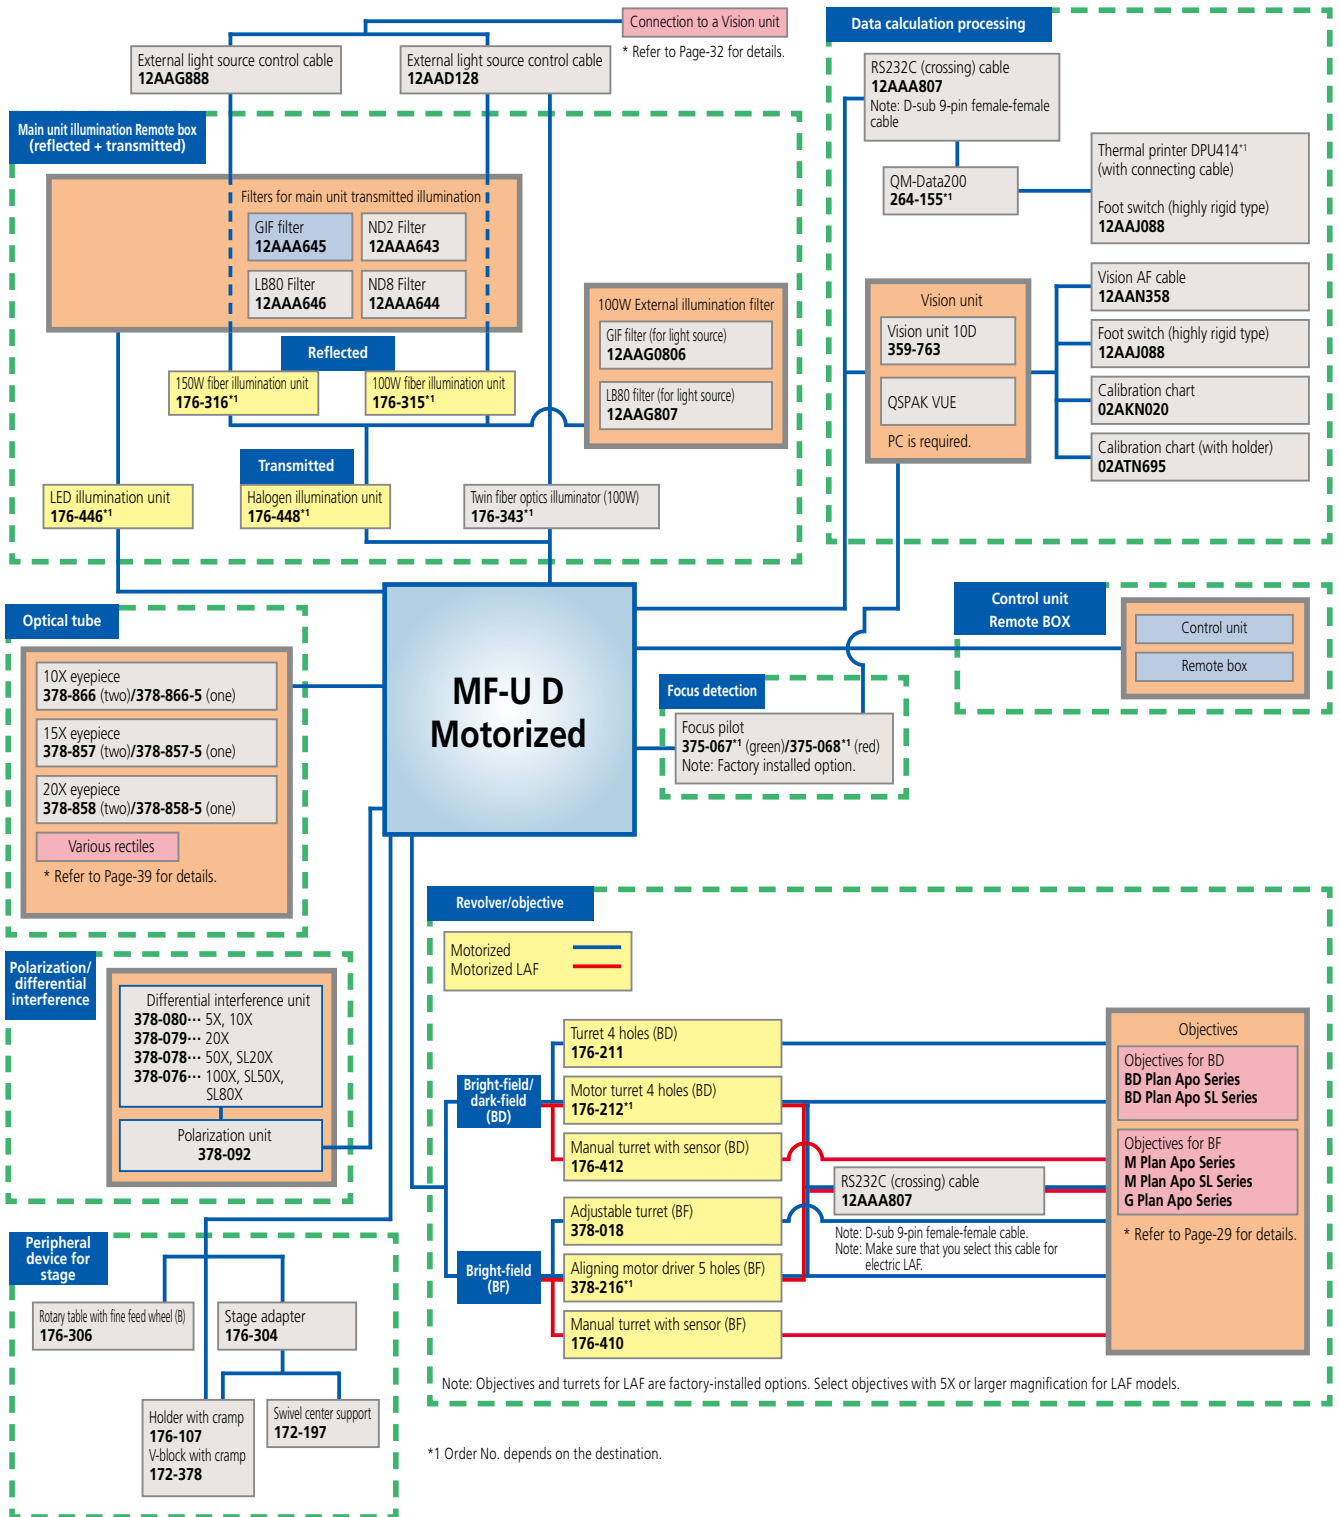 Connection to a Vision unit
* Refer to Page-32 for details.
External light source control cable
12AAG888
External light source control cable
12AAD128
Main unit illumination Remote box
(reflected + transmitted)
Filters for main unit transmitted illumination
GIF filter
12AAA645
ND2 Filter
12AAA643
LB80 Filter
12AAA646
ND8 Filter
12AAA644
100W External illumination filter
GIF filter (for light source)
12AAG0806
LB80 filter (for light source)
12AAG807
Reflected
150W fiber illumination unit
176-316*1
100W fiber illumination unit
176-315*1
Transmitted
LED illumination unit
176-446*1
Halogen illumination unit
176-448*1
Twin fiber optics illuminator (100W)
176-343*1
Data calculation processing
RS232C (crossing) cable
12AAA807
Note: D-sub 9-pin female-female
cable
QM-Data200
264-155*1
Thermal printer DPU414*1
(with connecting cable)
Foot switch (highly rigid type)
12AAJ088
Vision unit
Vision unit 10D
359-763
QSPAK VUE
PC is required.
Vision AF cable
12AAN358
Foot switch (highly rigid type)
12AAJ088
Calibration chart
02AKN020
Calibration chart (with holder)
02ATN695
Control unit
Remote BOX
Control unit
Remote box
MF-U D
Motorized
Focus detection
Focus pilot
375-067*1 (green)/375-068*1 (red)
Note: Factory installed option.
Optical tube
10X eyepiece
378-866 (two)/378-866-5 (one)
15X eyepiece
378-857 (two)/378-857-5 (one)
20X eyepiece
378-858 (two)/378-858-5 (one)
Various rectiles
* Refer to Page-39 for details.
Polarization/
differential
interference
Differential interference unit
378-080··· 5X, 10X
378-079··· 20X
378-078··· 50X, SL20X
378-076··· 100X, SL50X,
SL80X
Polarization unit
378-092
Peripheral
device for
stage
Rotary table with fine feed wheel (B)
176-306
Stage adapter
176-304
Holder with cramp
176-107
V-block with cramp
172-378
Swivel center support
172-197
Revolver/objective
Motorized
Motorized LAF
Bright-field/
dark-field
(BD)
Turret 4 holes (BD)
176-211
Motor turret 4 holes (BD)
176-212*1
Manual turret with sensor (BD)
176-412
Bright-field
(BF)
Adjustable turret (BF)
378-018
Aligning motor driver 5 holes (BF)
378-216*1
Manual turret with sensor (BF)
176-410
RS232C (crossing) cable
12AAA807
Note: D-sub 9-pin female-female cable.
Note: Make sure that you select this cable for
electric LAF.
Objectives
Objectives for BD
BD Plan Apo Series
BD Plan Apo SL Series
Objectives for BF
M Plan Apo Series
M Plan Apo SL Series
G Plan Apo Series
* Refer to Page-29 for details.
Note: Objectives and turrets for LAF are factory-installed options. Select objectives with 5X or larger magnification for LAF models.
*1 Order No. depends on the destination.